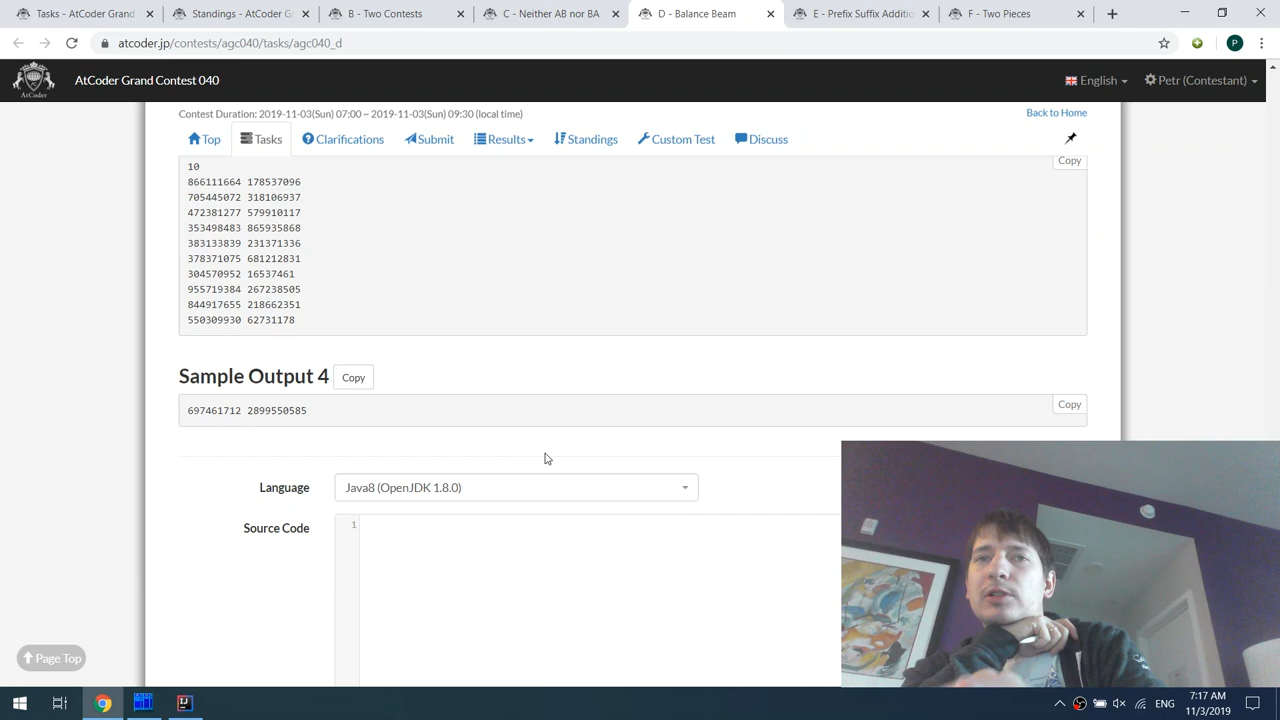 Tasks - AtCoder Grand
Standings - AtCoder G
B - Two Contests
C - Neither AB nor BA
D - Balance Beam
E - Prefix Suffix Additio
F - Two Pieces
atcoder.jp/contests/agc040/tasks/agc040_d
P
AtCoder
AtCoder Grand Contest 040
English
Petr (Contestant)
Contest Duration: 2019-11-03(Sun) 07:00 ~ 2019-11-03(Sun) 09:30 (local time)
Back to Home
Top
Tasks
Clarifications
Submit
Results
Standings
Custom Test
Discuss
Copy
10
866111664 178537096
705445072 318106937
472381277 579910117
353498483 865935868
383133839 231371336
378371075 681212831
304570952 16537461
955719384 267238505
844917655 218662351
550309930 62731178
Sample Output 4
Copy
Copy
697461712 2899550585
Language
Java8 (OpenJDK 1.8.0)
Source Code
1
Page Top
ENG
7:17 AM
11/3/2019